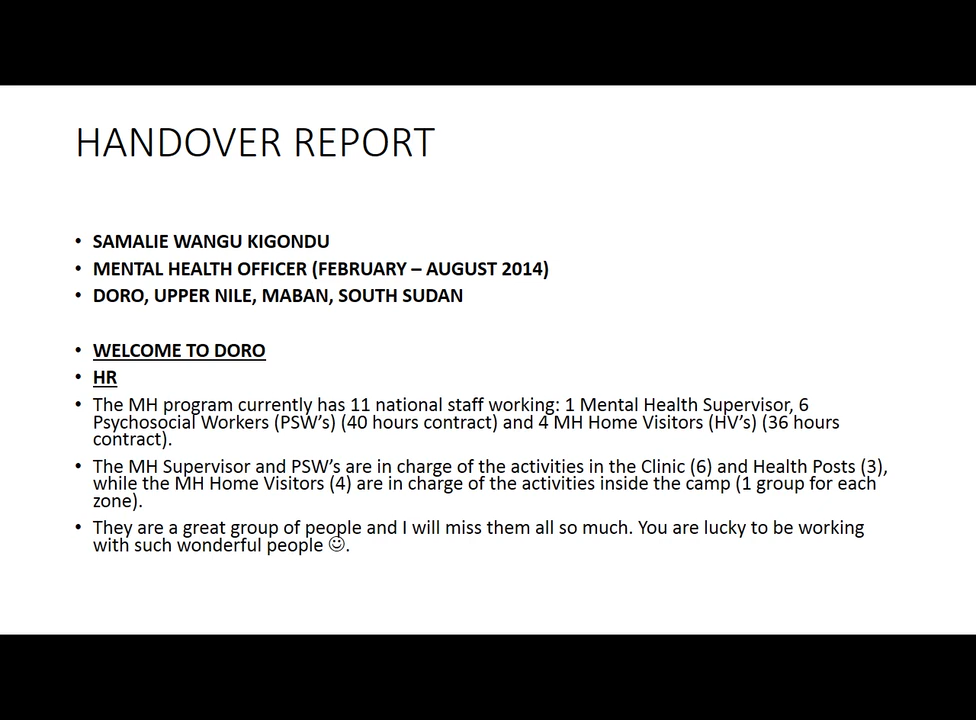 HANDOVER REPORT
• SAMALIE WANGU KIGONDU
• MENTAL HEALTH OFFICER (FEBRUARY – AUGUST 2014)
• DORO, UPPER NILE, MABAN, SOUTH SUDAN
• WELCOME TO DORO
• HR
• The MH program currently has 11 national staff working: 1 Mental Health Supervisor, 6
Psychosocial Workers (PSW’s) (40 hours contract) and 4 MH Home Visitors (HV’s) (36 hours
contract).
• The MH Supervisor and PSW’s are in charge of the activities in the Clinic (6) and Health Posts (3),
while the MH Home Visitors (4) are in charge of the activities inside the camp (1 group for each
zone).
• They are a great group of people and I will miss them all so much. You are lucky to be working
with such wonderful people ☺.